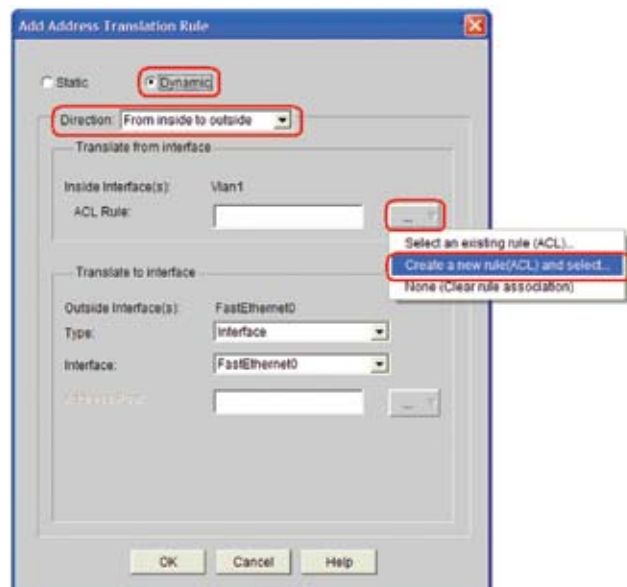 Add Address Translation Rule
Static
Dynamic
Direction: From inside to outside
Translate from interface
Inside Interface(s): Vlan1
ACL Rule:
...
Select an existing rule (ACL)...
Create a new rule(ACL) and select...
None (Clear rule association)
Translate to interface
Outside Interface(s): FastEthernet0
Type: Interface
Interface: FastEthernet0
...
OK Cancel Help